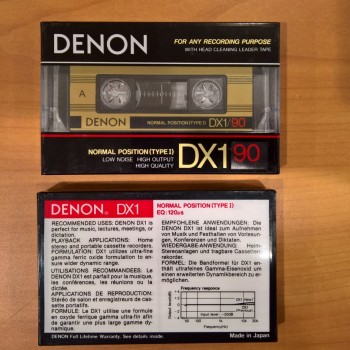 DENON
FOR ANY RECORDING PURPOSE
WITH HEAD CLEANING LEADER TAPE
A
DENON
NORMAL POSITION (TYPE I)
DX1/90
NORMAL POSITION (TYPE I)
LOW NOISE HIGH OUTPUT
HIGH QUALITY
DX1 90
DENON DX1
NORMAL POSITION (TYPE I)
EQ:120us
RECOMMENDED USES: DENON DX1 is
perfect for music, lectures, meetings, or
dictation.
PLAYBACK APPLICATIONS: Home
stereo and portable cassette recorders.
FORMULATION: DX1 utilizes ultra-fine
gamma ferric oxide formulation to en-
sure wider dynamic range.
UTILISATIONS RECOMMANDEES: Le
DENON DX1 est parfait pour la musique,
les conférences, les réunions ou la
dictée.
APPLICATIONS DE REPRODUCTION:
Stéréo de salon et enregistreurs de cas-
sette portatifs.
FORMULE: Le DX1 utilise une formule
en oxyde ferrique gamma ultra-fin afin
de garantir une plus large gamme dy-
namique.
DENON Full Lifetime Warranty. See details inside.
EMPFOHLENE ANWENDUNGEN: Die
DENON DX1 ist ideal zum Aufnehmen
von Musik und Festhalten von Vorlesun-
gen, Konferenzen und Diktaten.
WIEDERGABE-ANWENDUNG: Heim-
Stereoanlagen und tragbare Cassetten-
recorder.
FORMEL: Die Bandformel für DX1 ent-
hält ultrafeines Gamma-Eisenoxid um
einen erweiterten Dynamikbereich zu er-
möglichen.
Frequency response
Input level -20dB
Frequency(Hz)
Made in Japan